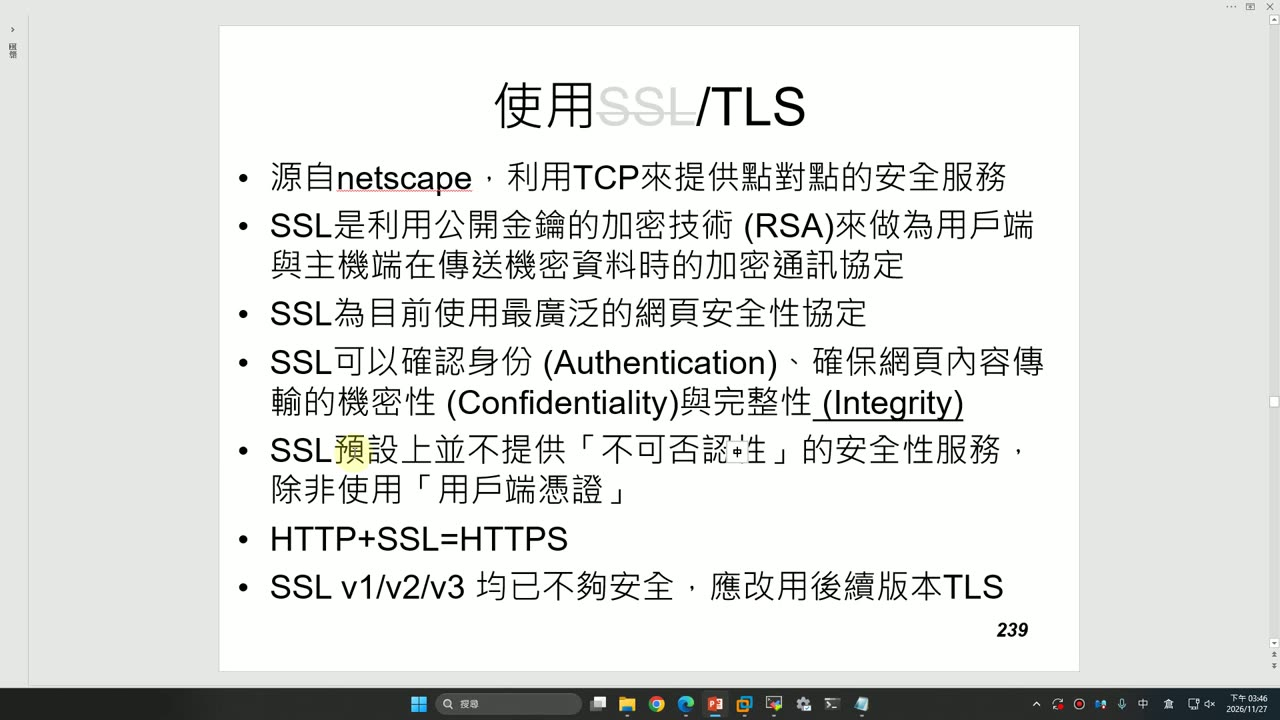 使用SSL/TLS
• 源自netscape，利用TCP來提供點對點的安全服務
• SSL是利用公開金鑰的加密技術 (RSA)來做為用戶端
與主機端在傳送機密資料時的加密通訊協定
• SSL為目前使用最廣泛的網頁安全性協定
• SSL可以確認身份 (Authentication)、確保網頁內容傳
輸的機密性 (Confidentiality)與完整性 (Integrity)
• SSL預設上並不提供「不可否認性」的安全性服務，
除非使用「用戶端憑證」
• HTTP+SSL=HTTPS
• SSL v1/v2/v3 均已不夠安全，應改用後續版本TLS
239
搜尋
中
下午 03:46
2026/11/27